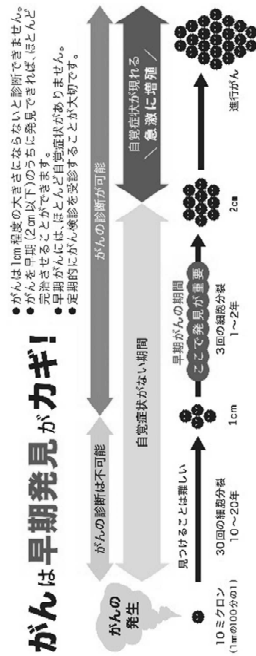 がんは早期発見がカギ!
●がんは1cm程度の大きさにならないと診断できません。
●がんを早期(2cm以下)のうちに発見できれば、ほとんど
完治させることができます。
●早期がんには、ほとんど自覚症状がありません。
●定期的にがん検診を受診することが大切です。
がんの診断は不可能
がんの診断が可能
がんの発生
自覚症状がない期間
自覚症状が現れる
\ 急激に増殖 /
見つけることは難しい
早期がんの期間
ここで発見が重要
30回の細胞分裂
10〜20年
3回の細胞分裂
1〜2年
10ミクロン
(1mmの100分の1)
1cm
2cm
進行がん